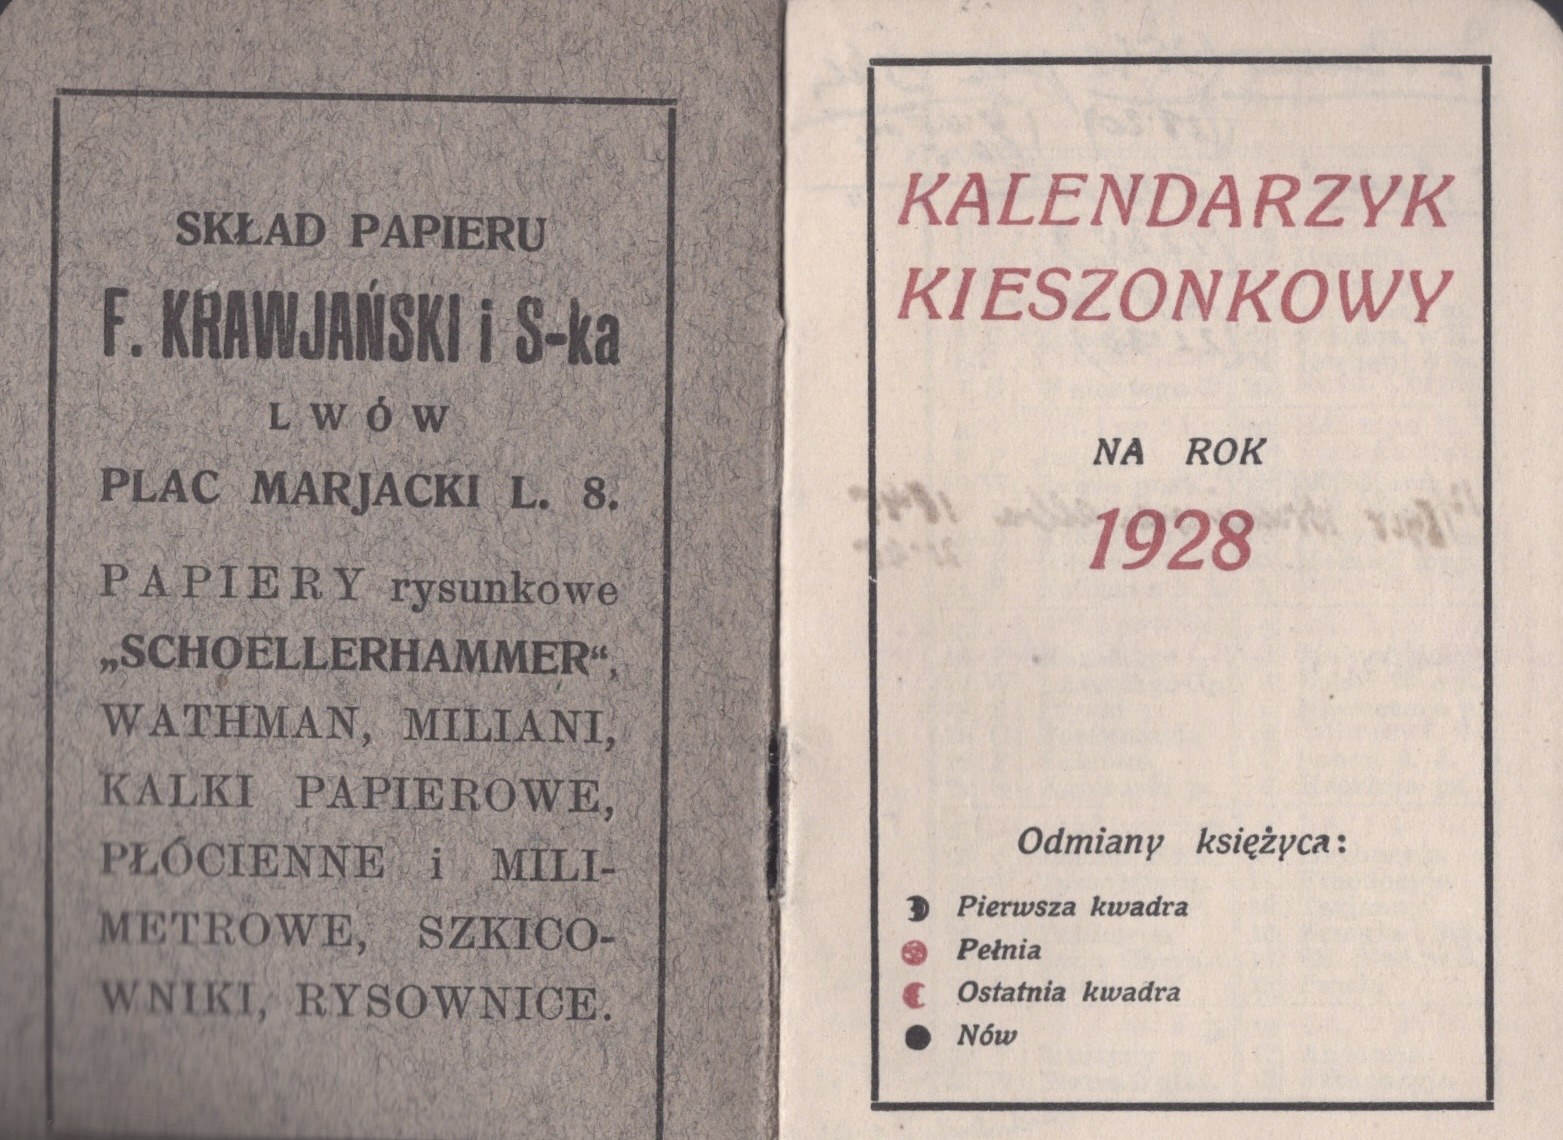 SKŁAD PAPIERU
F. KRAWJAŃSKI i S-ka
LWÓW
PLAC MARJACKI L. 8.
PAPIERY rysunkowe
„SCHOELLERHAMMER“,
WATHMAN, MILIANI,
KALKI PAPIEROWE,
PŁÓCIENNE i MILI-
METROWE, SZKICO-
WNIKI, RYSOWNICE.
KALENDARZYK
KIESZONKOWY
NA ROK
1928
Odmiany księżyca:
Pierwsza kwadra
Pełnia
Ostatnia kwadra
Nów